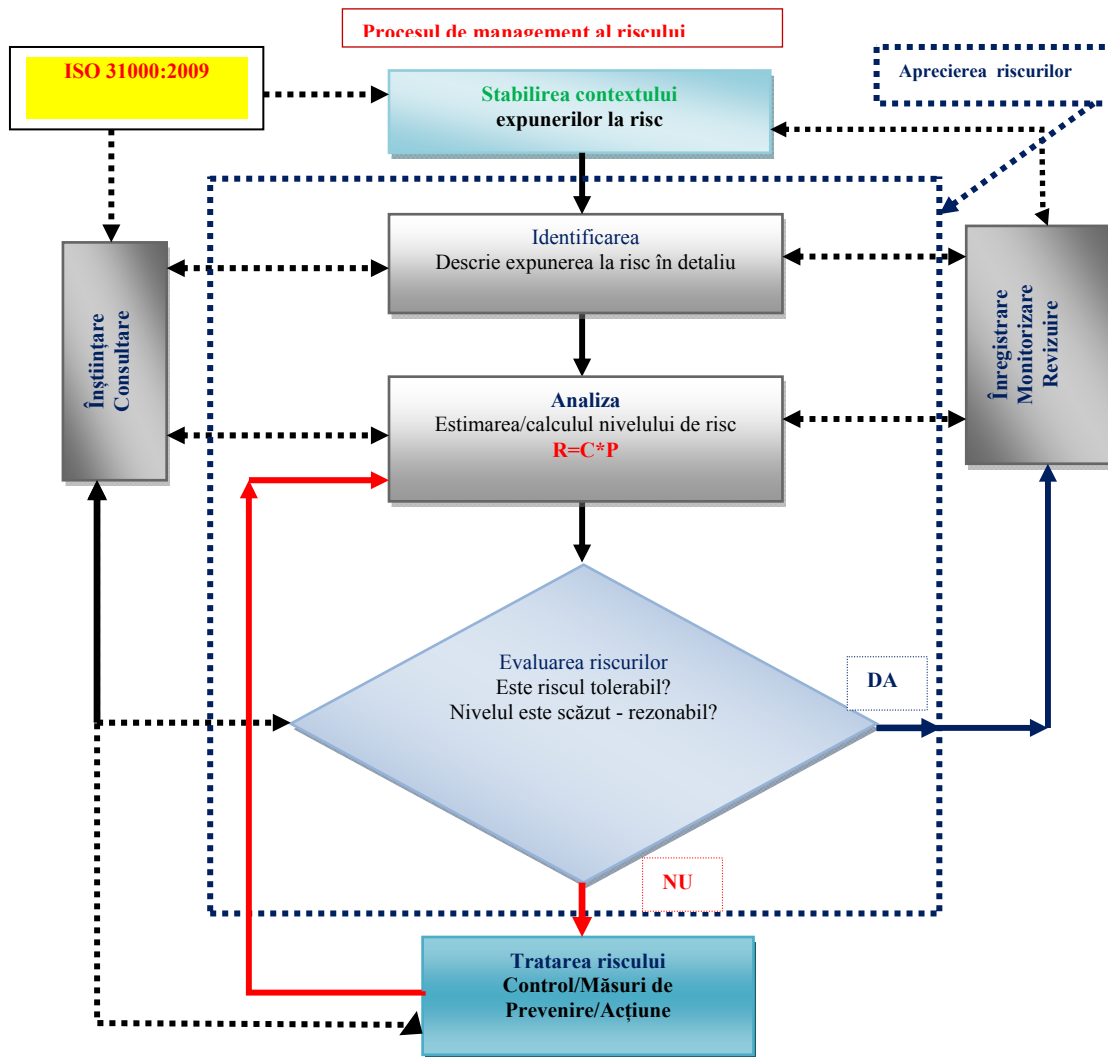 Procesul de management al riscului
ISO 31000:2009
Aprecierea riscurilor
Stabilirea contextului
expunerilor la risc
Identificarea
Descrie expunerea la risc în detaliu
Înștiințare
Consultare
Înregistrare
Monitorizare
Revizuire
Analiza
Estimarea/calculul nivelului de risc
R=C*P
Evaluarea riscurilor
Este riscul tolerabil?
Nivelul este scăzut - rezonabil?
DA
NU
Tratarea riscului
Control/Măsuri de
Prevenire/Acțiune